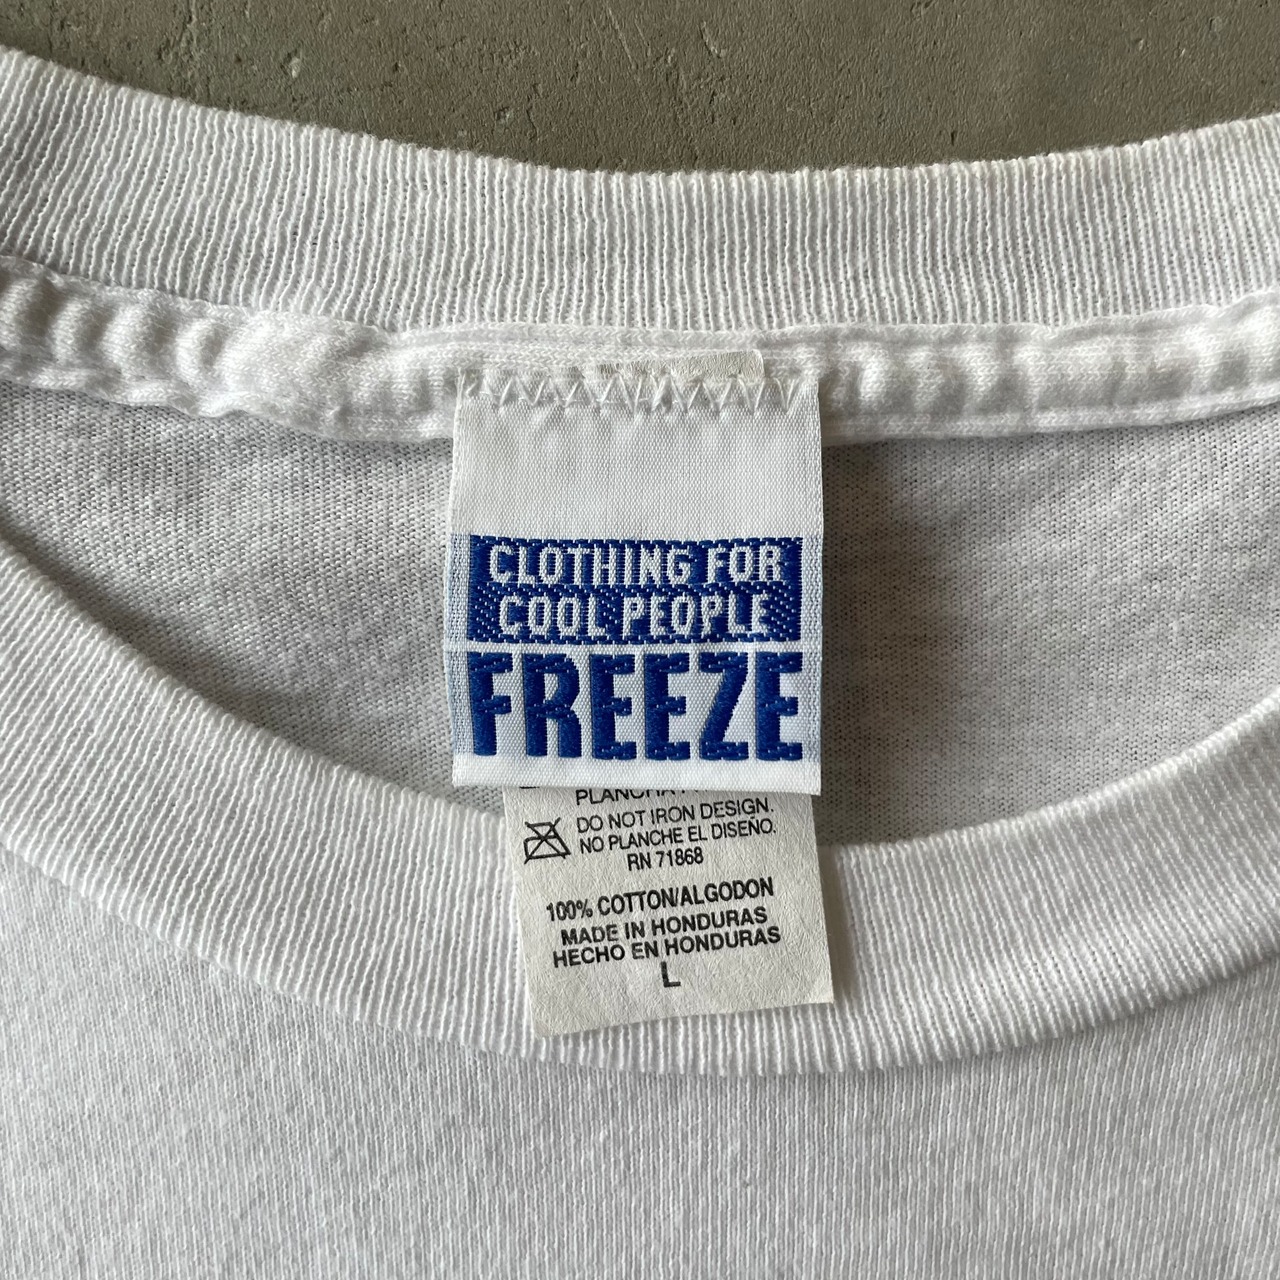 CLOTHING FOR
COOL PEOPLE
FREEZE
DO NOT IRON DESIGN.
NO PLANCHE EL DISEÑO.
RN 71868
100% COTTON/ALGODON
MADE IN HONDURAS
HECHO EN HONDURAS
L